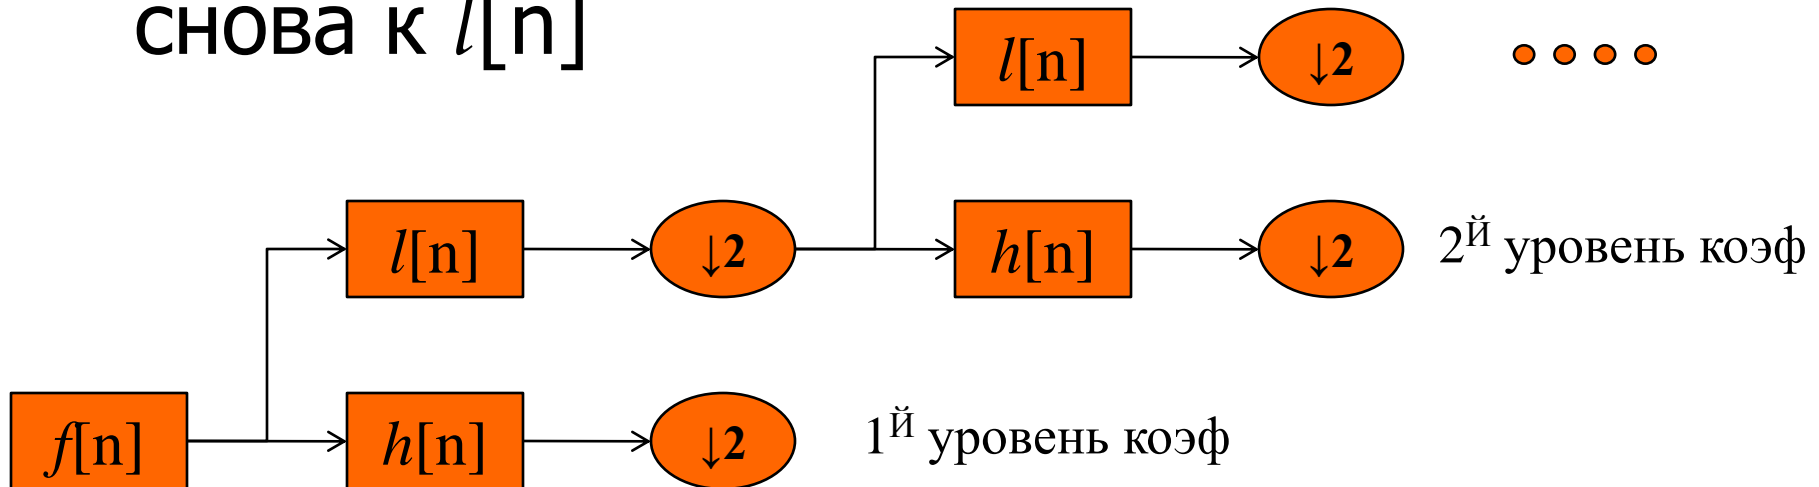 снова к l[n]
l[n] ↓2
l[n] ↓2 h[n] ↓2 2й уровень коэф
f[n] h[n] ↓2 1й уровень коэф